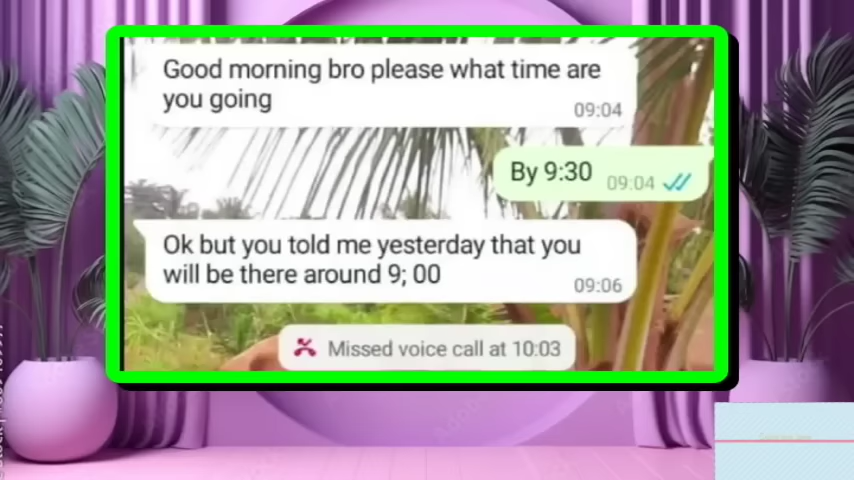 Good morning bro please what time are
you going
09:04
By 9:30
09:04
Ok but you told me yesterday that you
will be there around 9; 00
09:06
Missed voice call at 10:03